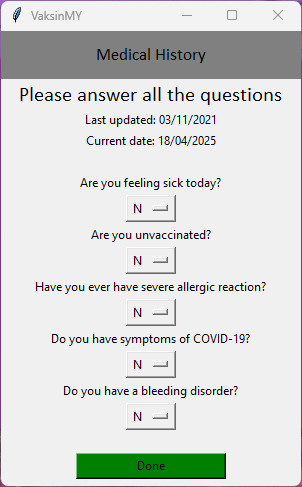 VaksinMY
Medical History
Please answer all the questions
Last updated: 03/11/2021
Current date: 18/04/2025
Are you feeling sick today?
N
Are you unvaccinated?
N
Have you ever have severe allergic reaction?
N
Do you have symptoms of COVID-19?
N
Do you have a bleeding disorder?
N
Done